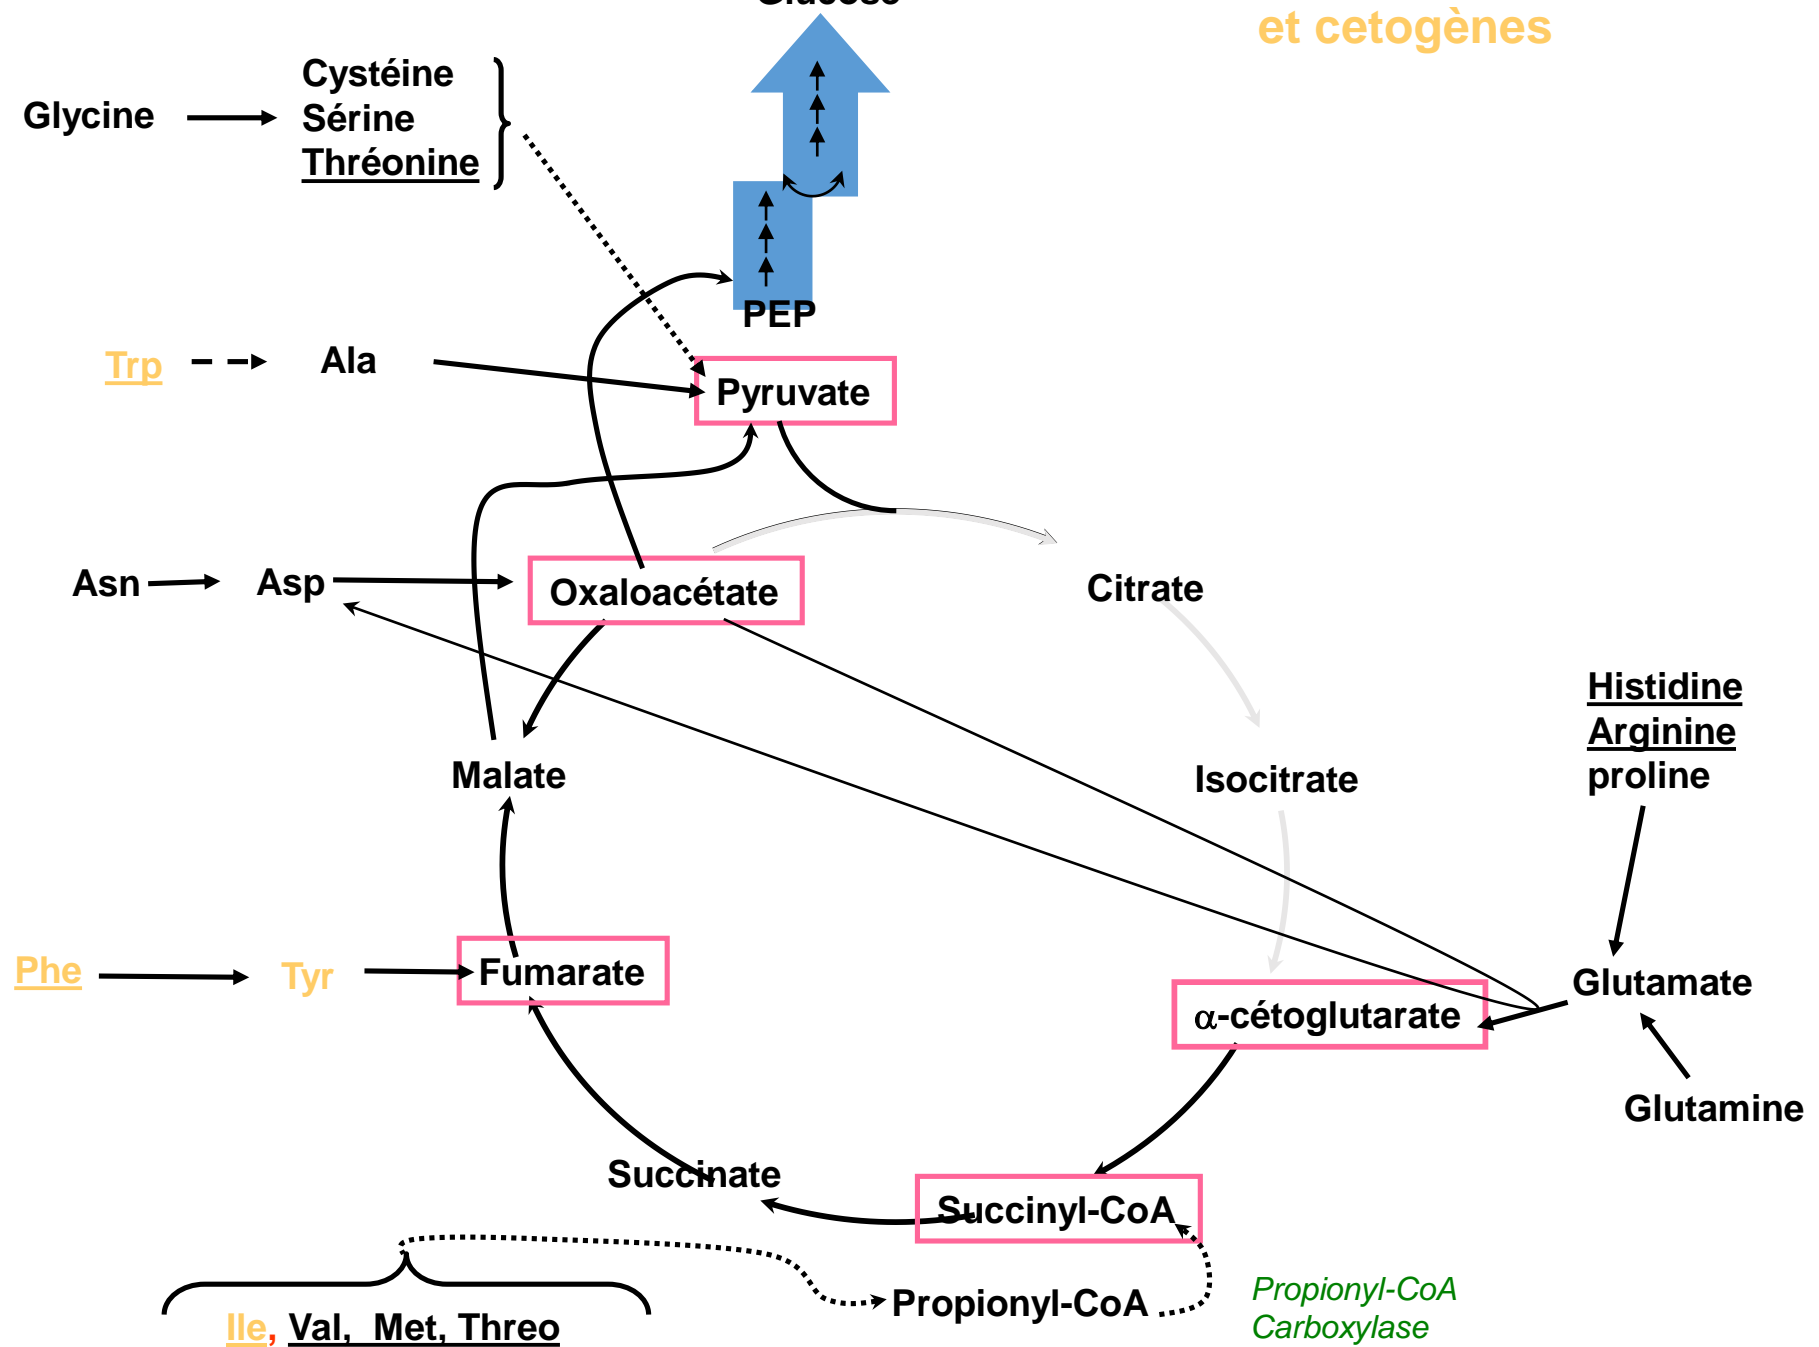 Glucose
et cetogènes
Cystéine
Glycine
Sérine
Thréonine
PEP
Trp
Ala
Pyruvate
Asn
Asp
Oxaloacétate
Citrate
Histidine
Arginine
proline
Malate
Isocitrate
Phe
Tyr
Fumarate
Glutamate
α-cétoglutarate
Glutamine
Succinate
Succinyl-CoA
Propionyl-CoA
Propionyl-CoA
Carboxylase
Ile, Val, Met, Threo